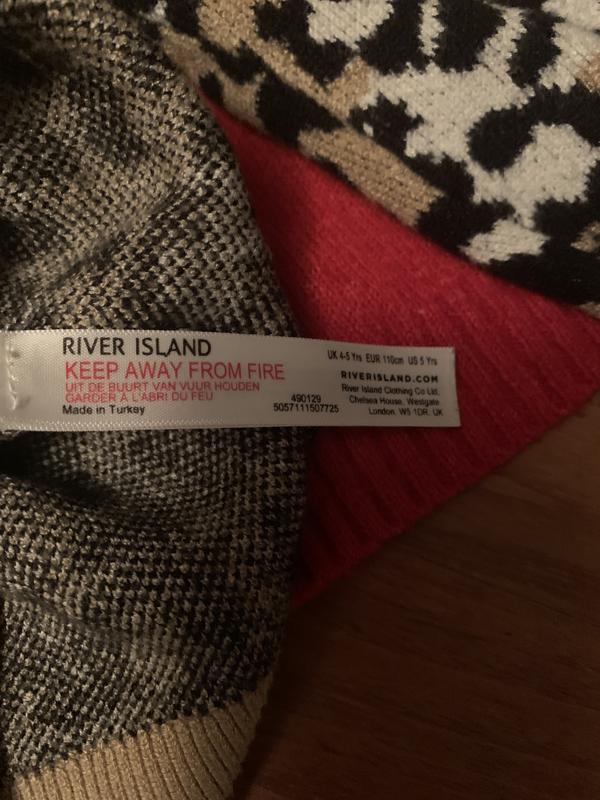 RIVER ISLAND
KEEP AWAY FROM FIRE
UIT DE BUURT VAN VUUR HOUDEN
GARDER À L'ABRI DU FEU
Made in Turkey
490129
5057111507725
UK 4-5 Yrs EUR 110cm US 5 Yrs
RIVERISLAND.COM
River Island Clothing Co Ltd,
Chelsea House, Westgate,
London, W5 1DR, UK